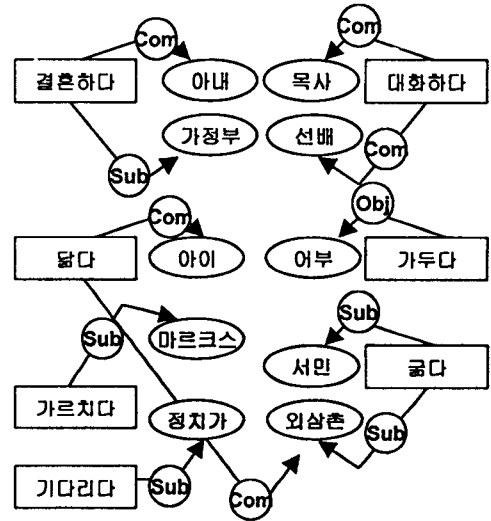 Com Com
결혼하다 아내 목사 대화하다
가정부 선배 Com
Sub
Com Obj
닮다 아이 어부 가두다
Sub 마르크스 Sub
서민 굶다
가르치다 정치가 외삼촌 Sub
기다리다 Sub Com